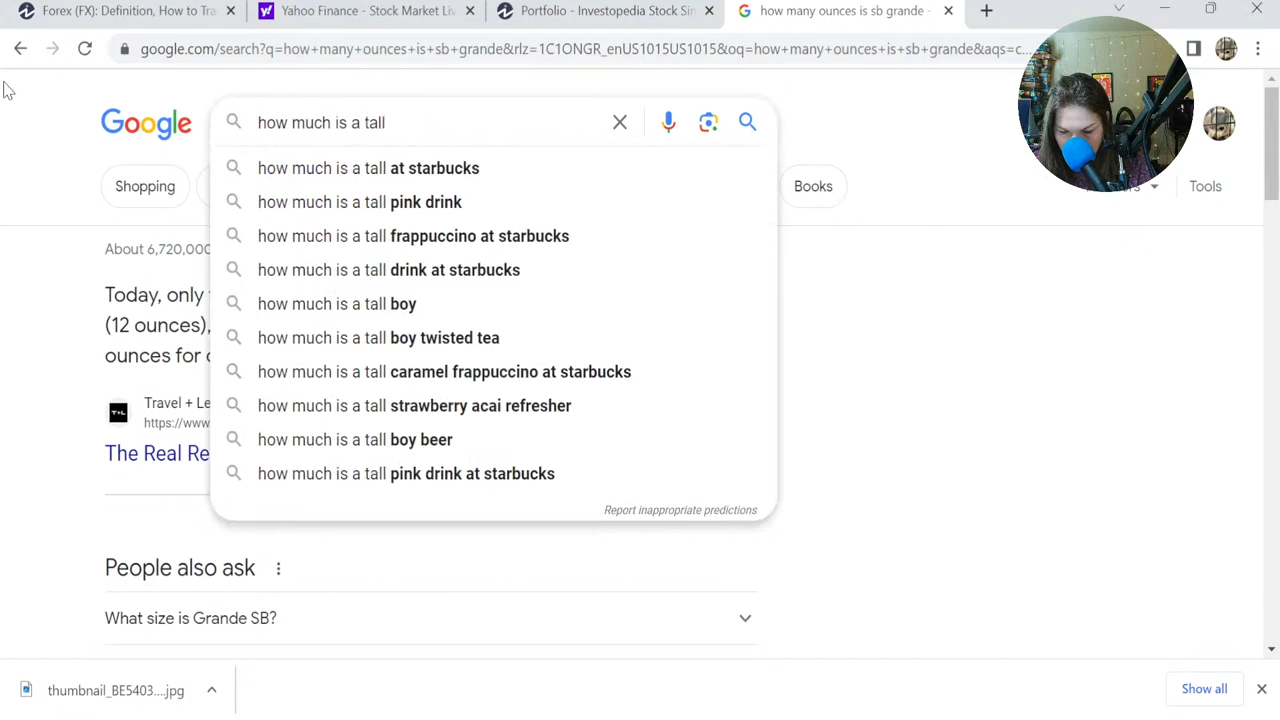 Forex (FX): Definition, How to Tra
Yahoo Finance - Stock Market Liv
Portfolio - Investopedia Stock Sin
how many ounces is sb grande -
google.com/search?q=how+many+ounces+is+sb+grande&rlz=1C1ONGR_enUS1015US1015&oq=how+many+ounces+is+sb+grande&aqs=c...
Google
how much is a tall
how much is a tall at starbucks
how much is a tall pink drink
how much is a tall frappuccino at starbucks
how much is a tall drink at starbucks
how much is a tall boy
how much is a tall boy twisted tea
how much is a tall caramel frappuccino at starbucks
how much is a tall strawberry acai refresher
how much is a tall boy beer
how much is a tall pink drink at starbucks
Report inappropriate predictions
Shopping
Books
Tools
About 6,720,000
Today, only
(12 ounces),
ounces for
Travel + Le
https://www
The Real Re
People also ask
What size is Grande SB?
thumbnail_BE5403....jpg
Show all